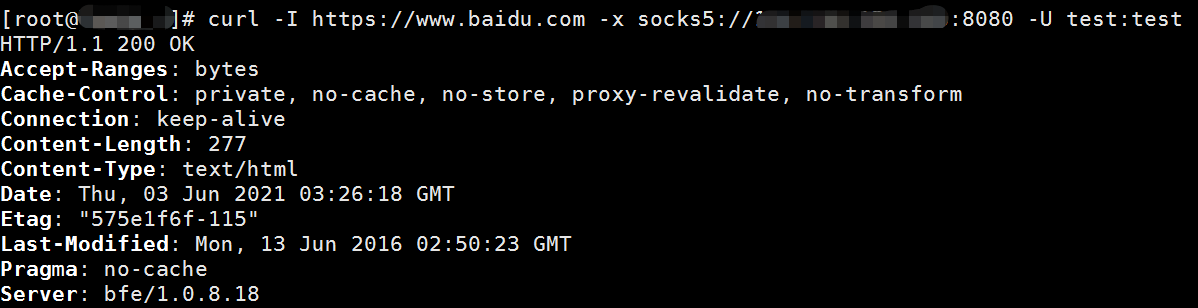 [root@ ]# curl -I https://www.baidu.com -x socks5:// :8080 -U test:test
HTTP/1.1 200 OK
Accept-Ranges: bytes
Cache-Control: private, no-cache, no-store, proxy-revalidate, no-transform
Connection: keep-alive
Content-Length: 277
Content-Type: text/html
Date: Thu, 03 Jun 2021 03:26:18 GMT
Etag: "575e1f6f-115"
Last-Modified: Mon, 13 Jun 2016 02:50:23 GMT
Pragma: no-cache
Server: bfe/1.0.8.18